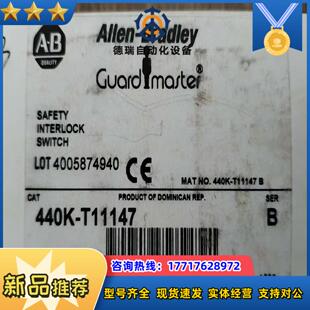 A-B
QUALITY
Allen-Bradley
德瑞自动化设备
Guardmaster®
SAFETY
INTERLOCK
SWITCH
LOT 4005874940
CE
MAT NO. 440K-T11147 B
CAT
PRODUCT OF DOMINICAN REP.
SER
440K-T11147
B
新品推荐
咨询热线：17717628972
型号齐全 现货速发 实体经营 支持对公